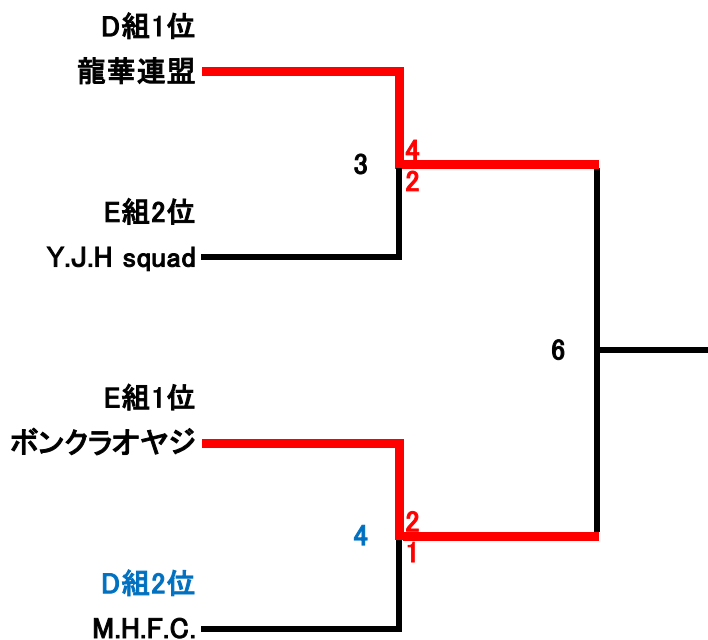 D組1位
龍華連盟
3
4
2
E組2位
Y.J.H squad
6
E組1位
ボンクラオヤジ
4
2
1
D組2位
M.H.F.C.